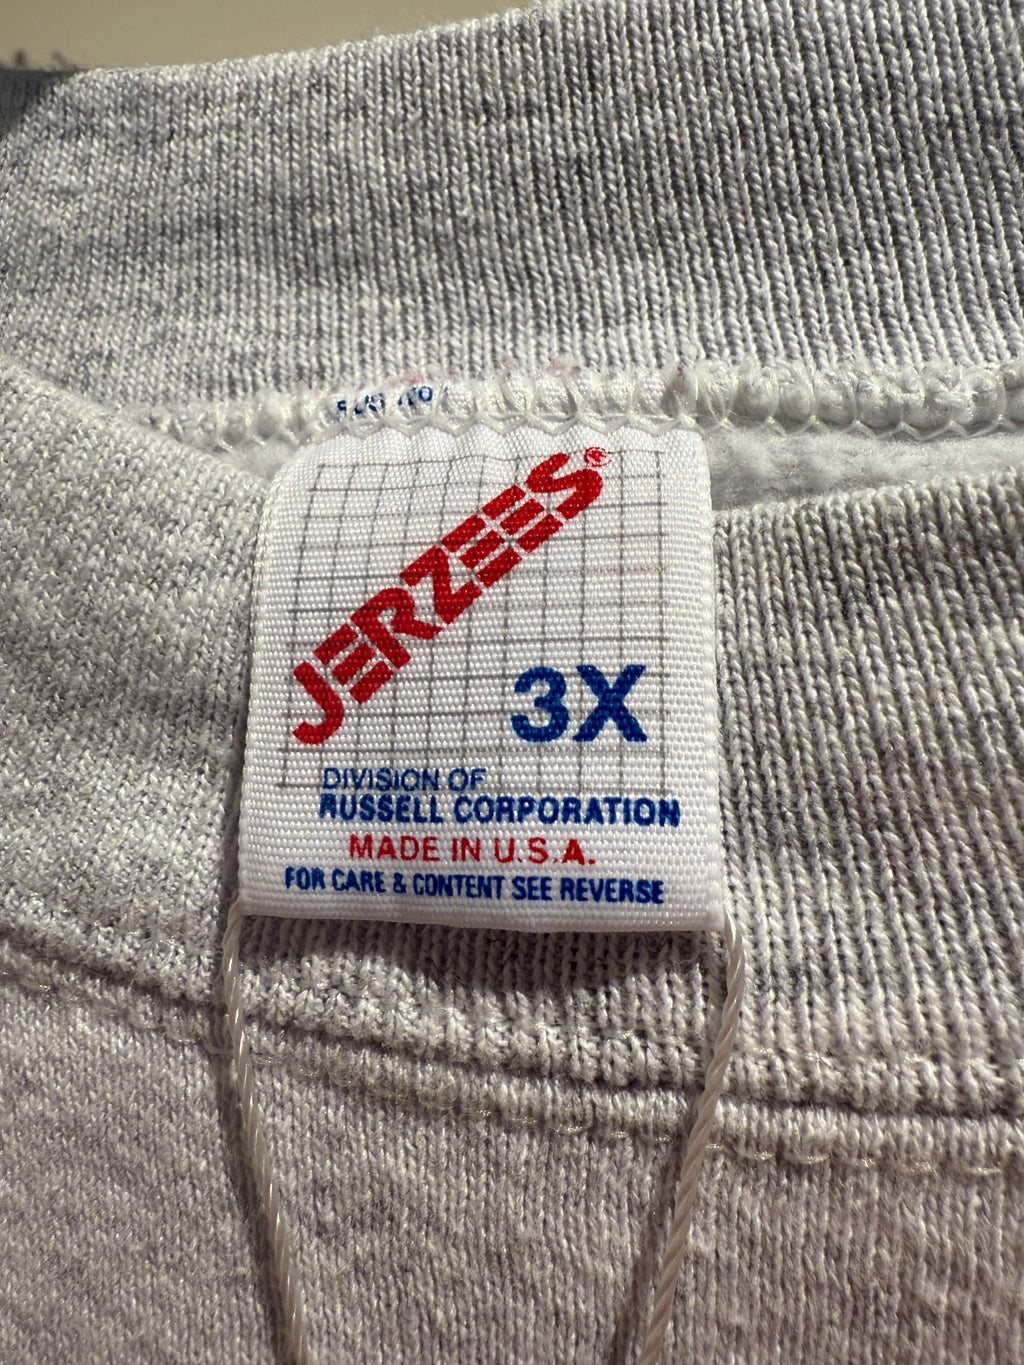 JERZEES®
3X
DIVISION OF
RUSSELL CORPORATION
MADE IN U.S.A.
FOR CARE & CONTENT SEE REVERSE